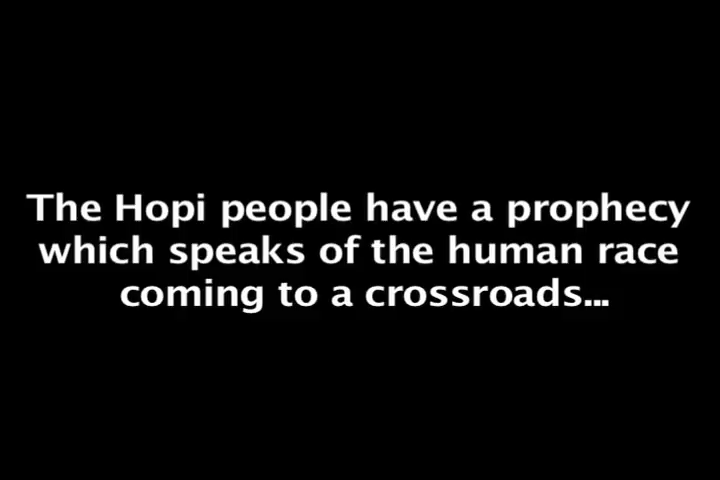 The Hopi people have a prophecy
which speaks of the human race
coming to a crossroads...